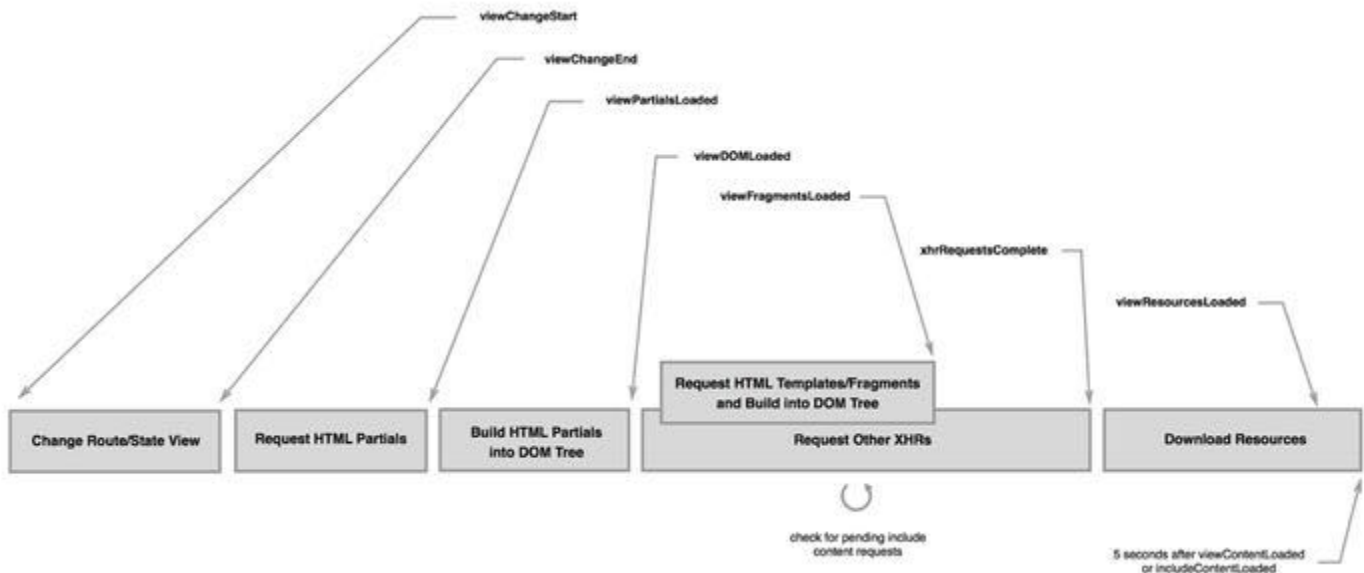 viewChangeStart
viewChangeEnd
viewPartialsLoaded
viewDOMLoaded
viewFragmentsLoaded
xhrRequestsComplete
viewResourcesLoaded
Request HTML Templates/Fragments
and Build into DOM Tree
Change Route/State View
Request HTML Partials
Build HTML Partials
into DOM Tree
Request Other XHRs
Download Resources
check for pending include
content requests
5 seconds after viewContentLoaded
or includeContentLoaded